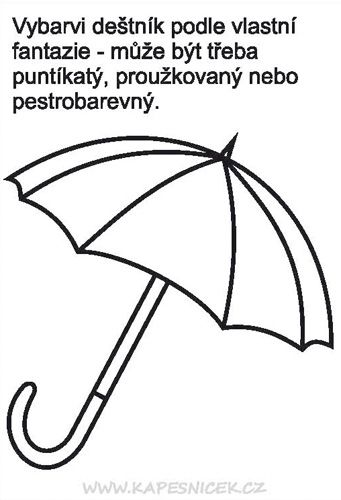 Vybarvi deštník podle vlastní
fantazie - může být třeba
puntíkatý, proužkovaný nebo
pestrobarevný.
WWW.KAPESNICEK.CZ